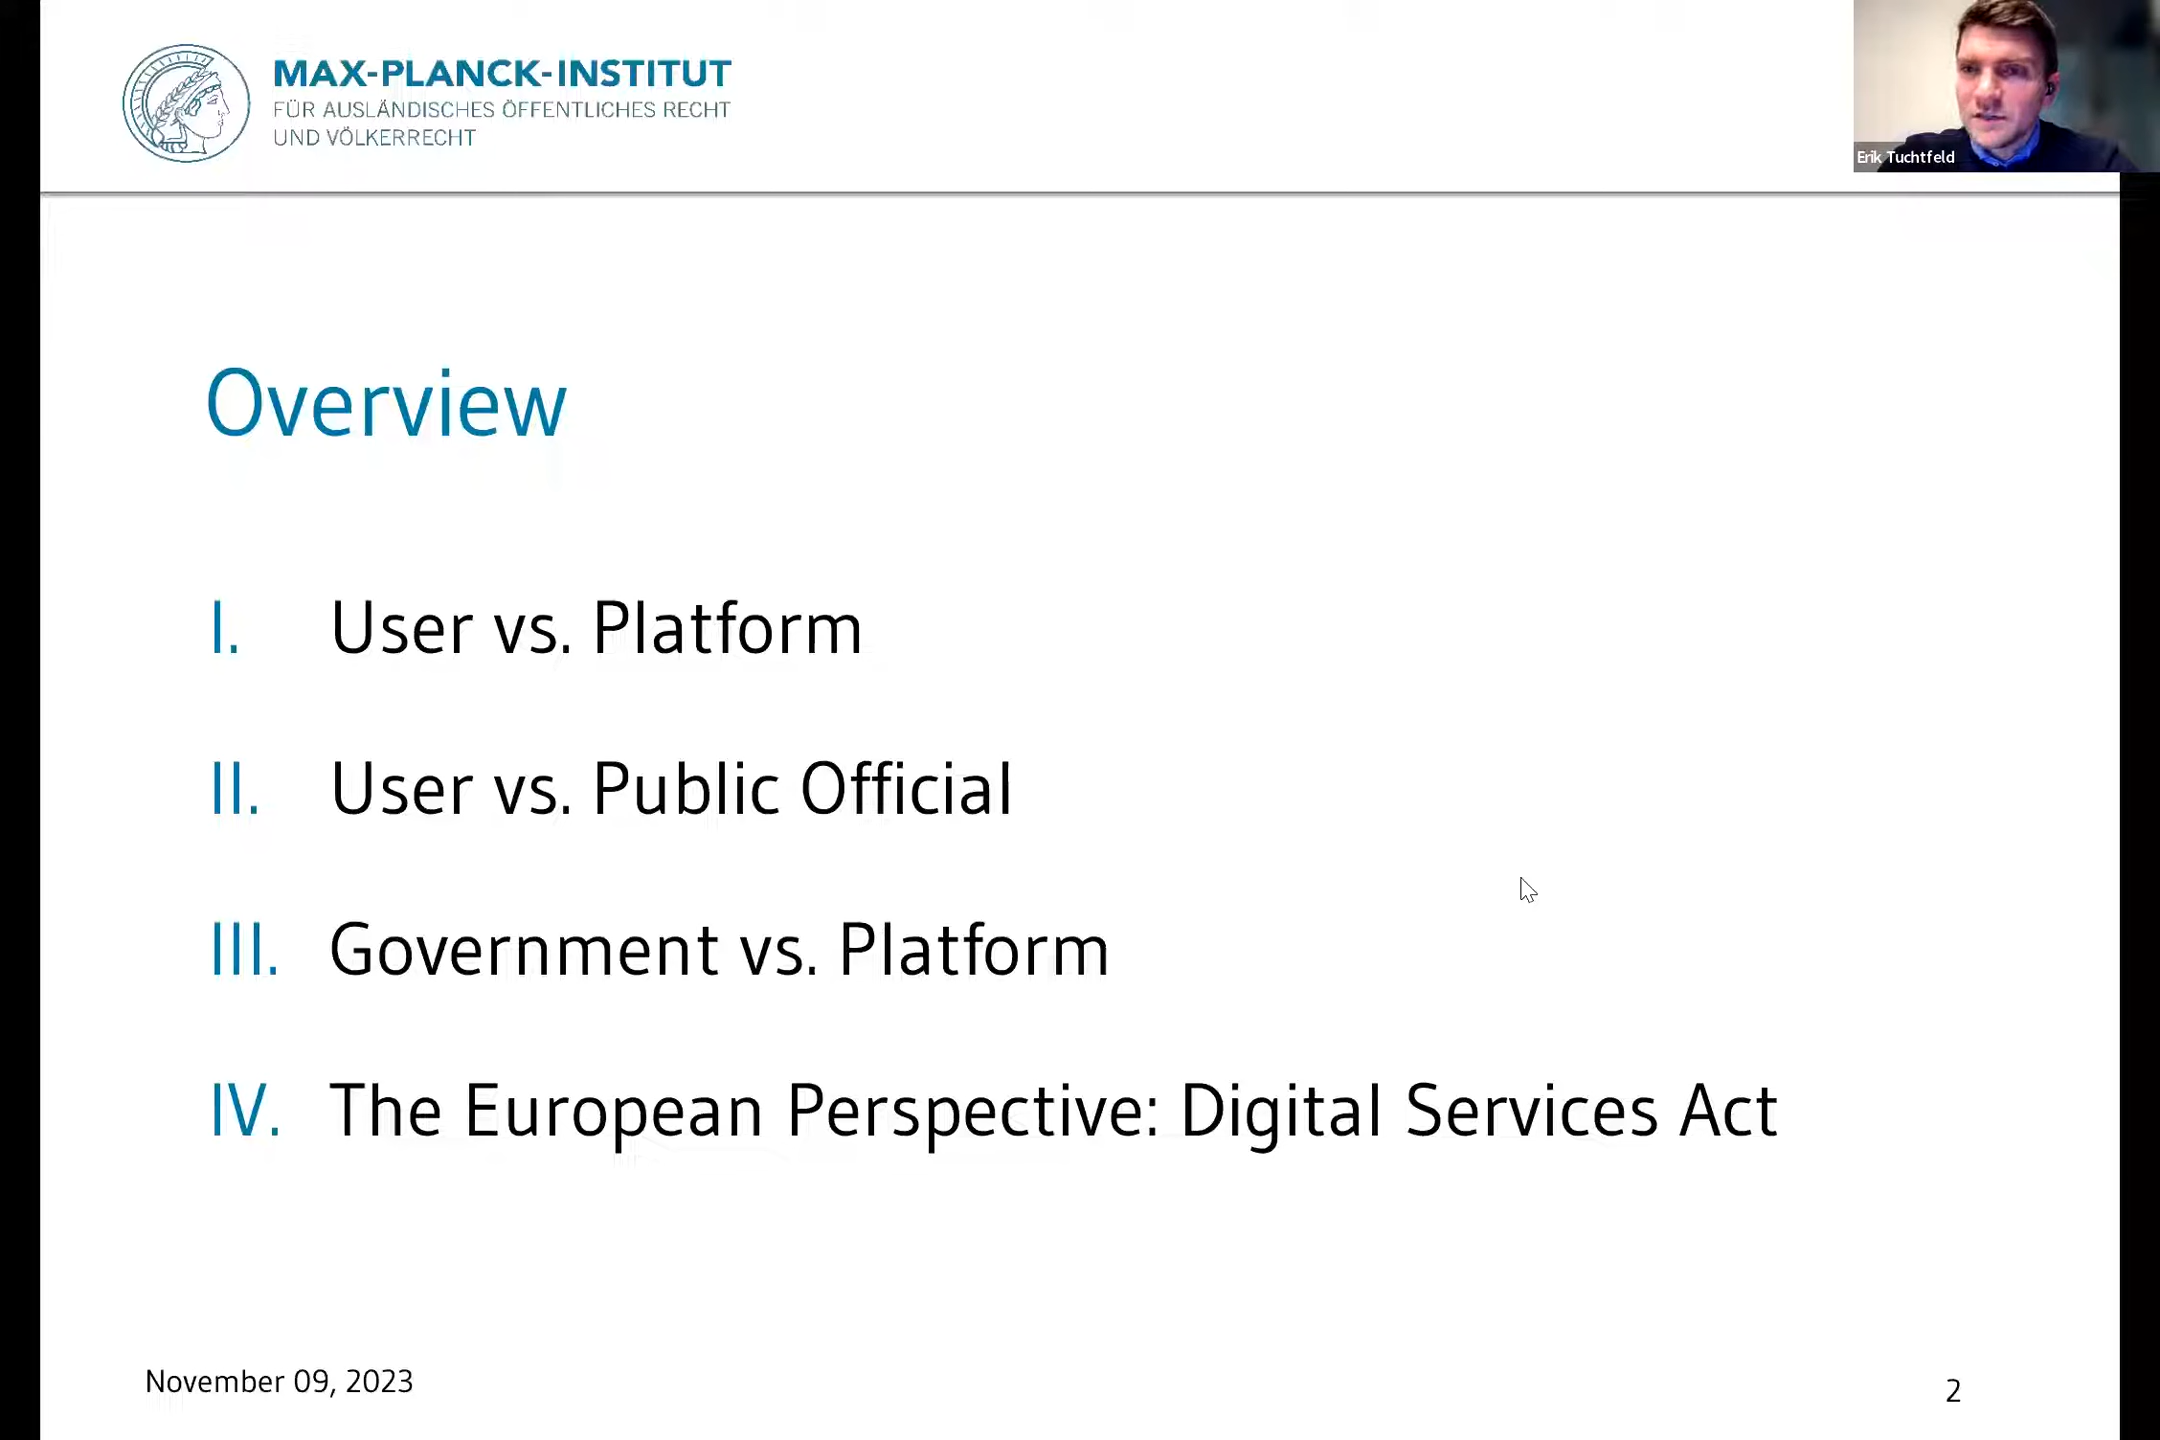 MAX-PLANCK-INSTITUT
FÜR AUSLÄNDISCHES ÖFFENTLICHES RECHT
UND VÖLKERRECHT
Erik Tuchtfeld
Overview
I. User vs. Platform
II. User vs. Public Official
III. Government vs. Platform
IV. The European Perspective: Digital Services Act
November 09, 2023
2